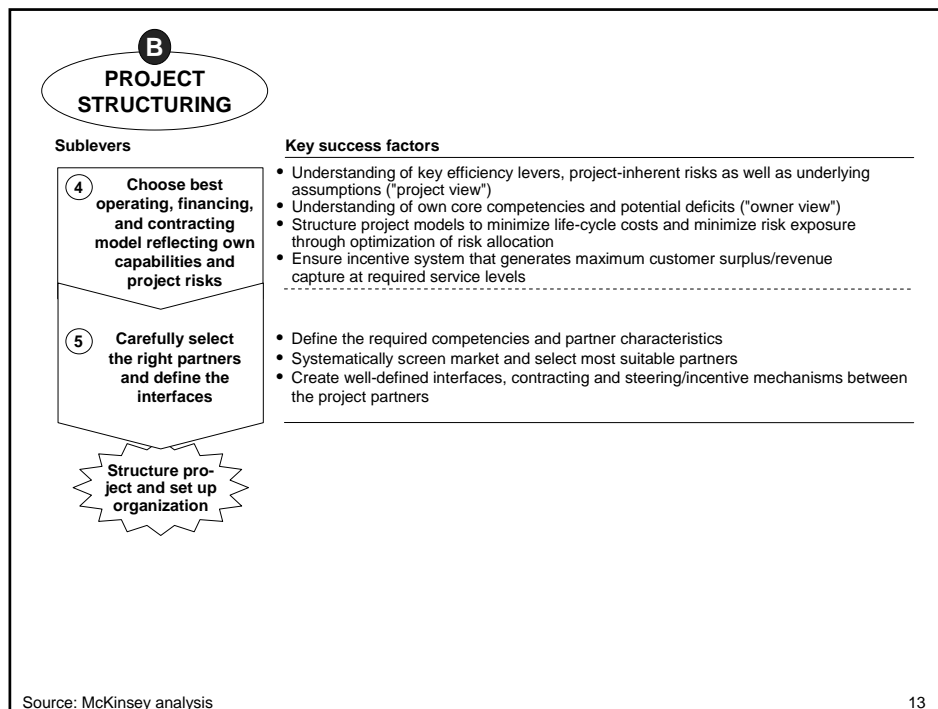 B
PROJECT
STRUCTURING
Sublevers
Key success factors
4
Choose best
operating, financing,
and contracting
model reflecting own
capabilities and
project risks
• Understanding of key efficiency levers, project-inherent risks as well as underlying
assumptions ("project view")
• Understanding of own core competencies and potential deficits ("owner view")
• Structure project models to minimize life-cycle costs and minimize risk exposure
through optimization of risk allocation
• Ensure incentive system that generates maximum customer surplus/revenue
capture at required service levels
5
Carefully select
the right partners
and define the
interfaces
• Define the required competencies and partner characteristics
• Systematically screen market and select most suitable partners
• Create well-defined interfaces, contracting and steering/incentive mechanisms between
the project partners
Structure pro-
ject and set up
organization
Source: McKinsey analysis
13